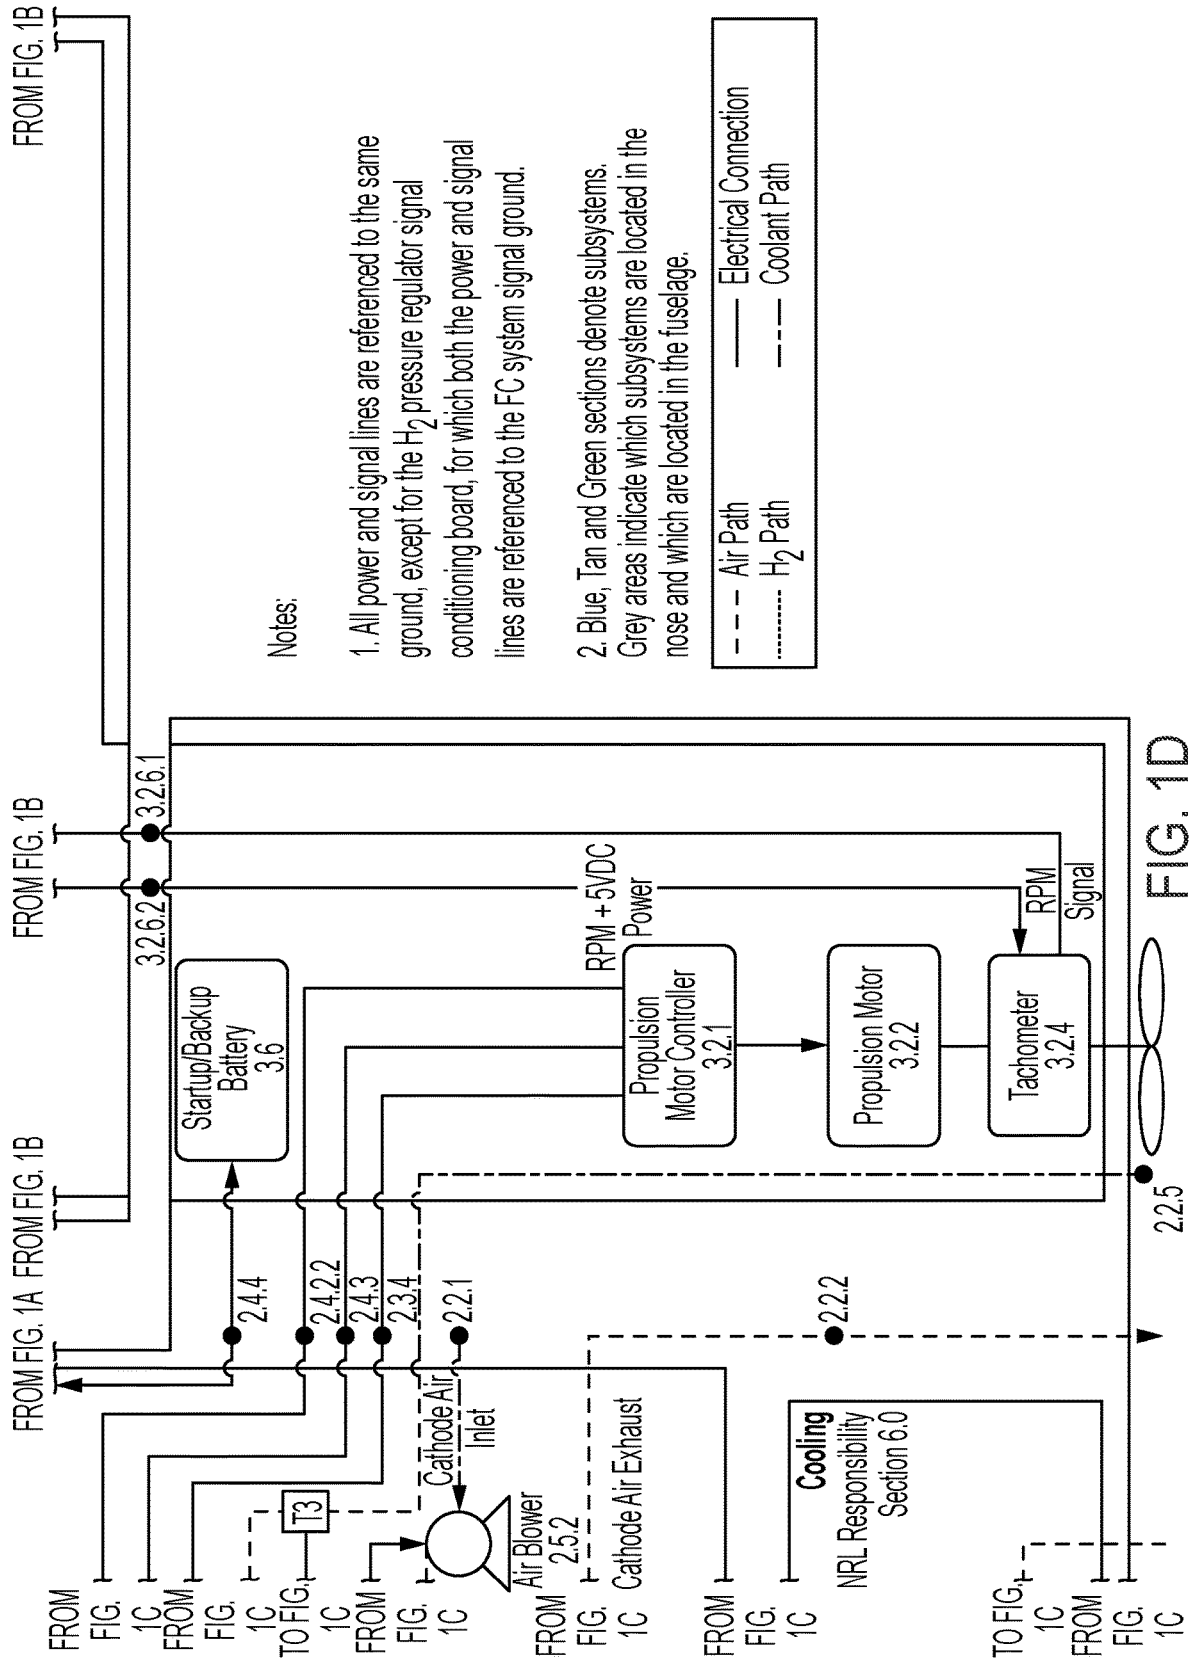 FROM FIG. 1A
FROM FIG. 1B
FROM FIG. 1B
FROM FIG. 1B
FROM
FIG.
1C
FROM
FIG.
1C
TO FIG.
1C
FROM
FIG.
1C
FROM
FIG.
1C
FROM
FIG.
1C
TO FIG.
1C
FROM
FIG.
1C
T3
Air Blower
2.5.2
Cathode Air
Inlet
Cathode Air Exhaust
Cooling
NRL Responsibility
Section 6.0
2.4.4
2.4.2.2
2.4.3
2.3.4
2.2.1
2.2.2
2.2.5
3.2.6.2
3.2.6.1
Startup/Backup
Battery
3.6
RPM + 5VDC
Power
Propulsion
Motor Controller
3.2.1
Propulsion Motor
3.2.2
Tachometer
3.2.4
RPM
Signal
Notes:
1. All power and signal lines are referenced to the same
ground, except for the H2 pressure regulator signal
conditioning board, for which both the power and signal
lines are referenced to the FC system signal ground.
2. Blue, Tan and Green sections denote subsystems.
Grey areas indicate which subsystems are located in the
nose and which are located in the fuselage.
Air Path
Electrical Connection
H2 Path
Coolant Path
FIG. 1D